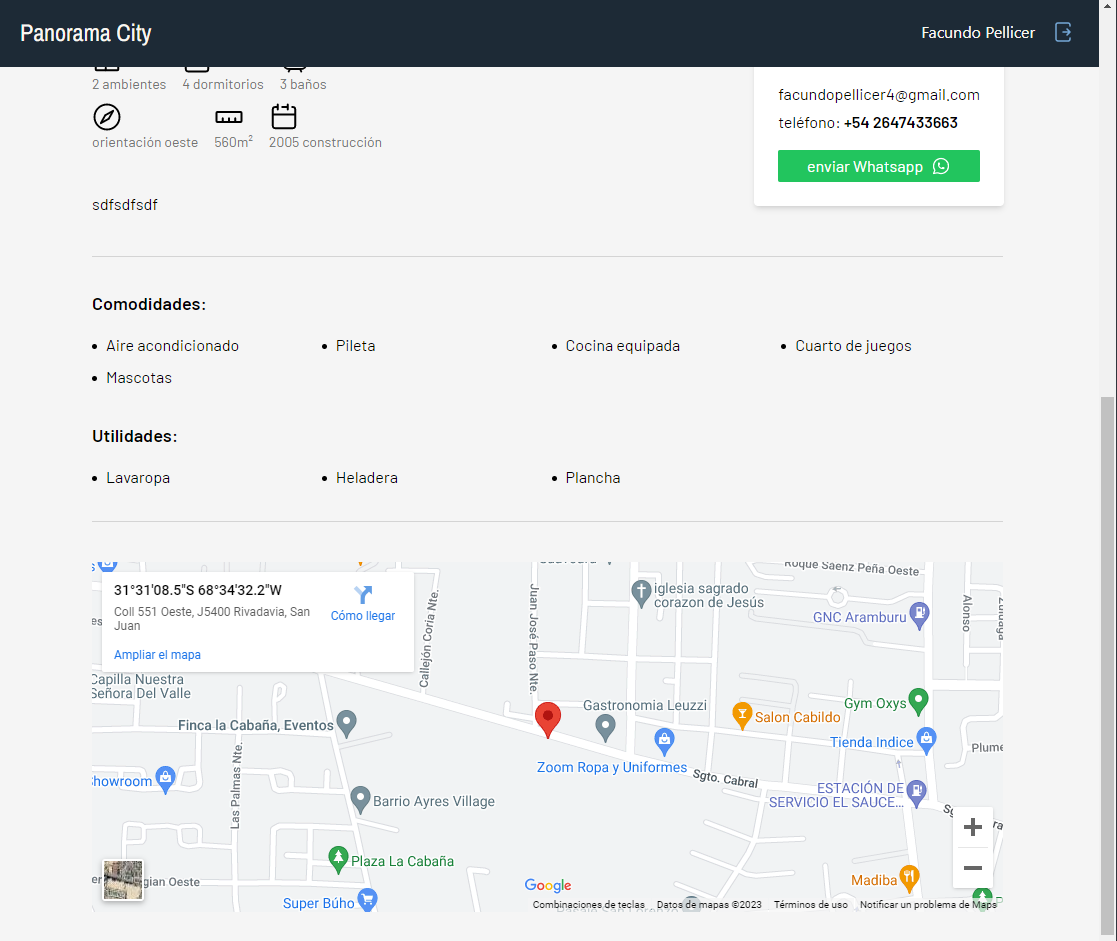 Panorama City
Facundo Pellicer
2 ambientes
4 dormitorios
3 baños
orientación oeste
560m²
2005 construcción
facundopellicer4@gmail.com
teléfono: +54 2647433663
enviar Whatsapp
sdfsdfsdf
Comodidades:
Aire acondicionado
Pileta
Cocina equipada
Cuarto de juegos
Mascotas
Utilidades:
Lavaropa
Heladera
Plancha
31°31'08.5"S 68°34'32.2"W
Coll 551 Oeste, J5400 Rivadavia, San
Juan
Cómo llegar
Ampliar el mapa
Callejón Coria Nte.
Juan José Paso Nte.
iglesia sagrado
corazon de Jesús
Roque Sáenz Peña Oeste
GNC Aramburu
Alonso
Capilla Nuestra
Señora Del Valle
Finca la Cabaña, Eventos
Gastronomia Leuzzi
Salon Cabildo
Gym Oxys
Tienda Indice
Plume
Zoom Ropa y Uniformes
Sgto. Cabral
Showroom
Las Palmas Nte.
Barrio Ayres Village
ESTACIÓN DE
SERVICIO EL SAUCE...
Plaza La Cabaña
gian Oeste
Super Búho
Madiba
Google
Combinaciones de teclas
Datos de mapas ©2023
Términos de uso
Notificar un problema de Maps